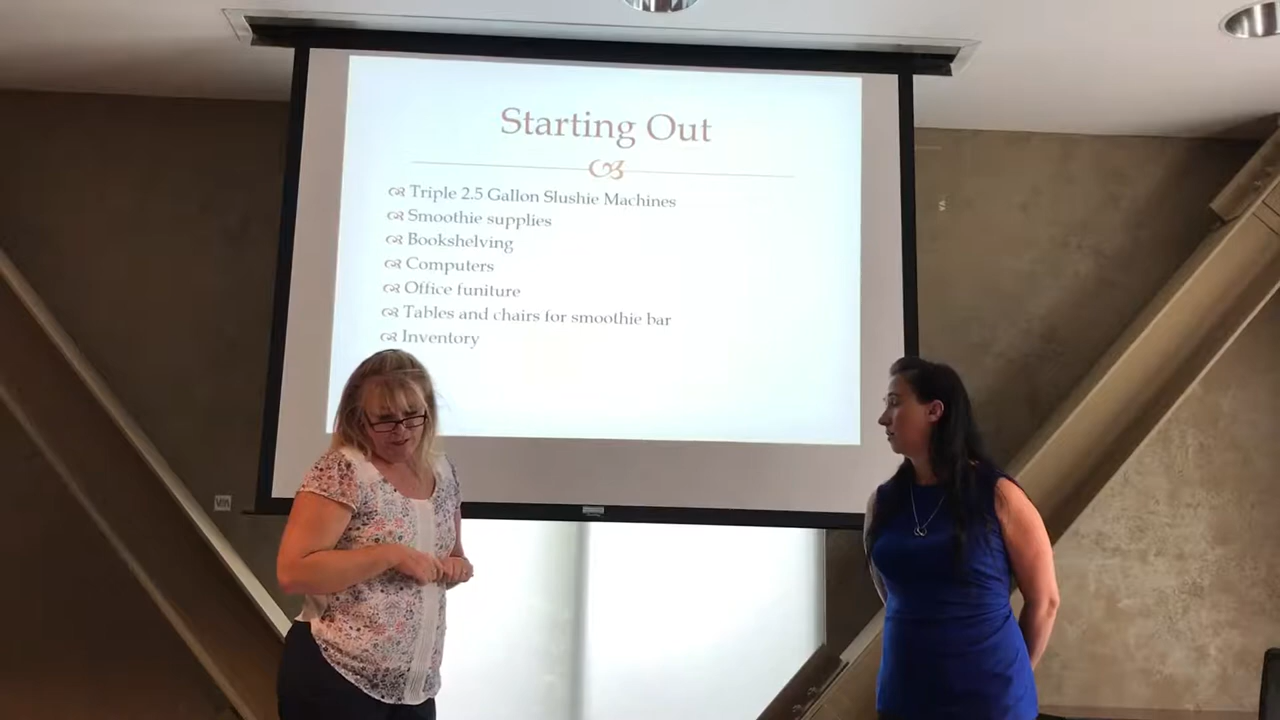 Starting Out
Triple 2.5 Gallon Slushie Machines
Smoothie supplies
Bookshelving
Computers
Office funiture
Tables and chairs for smoothie bar
Inventory